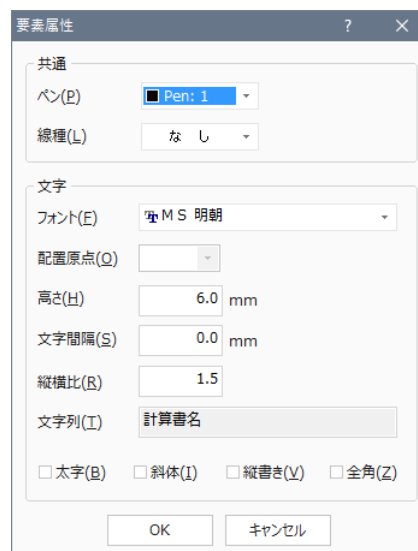 要素属性 ?
共通
ペン(P) Pen: 1
線種(L) なし
文字
フォント(F) MS 明朝
配置原点(O)
高さ(H) 6.0 mm
文字間隔(S) 0.0 mm
縦横比(R) 1.5
文字列(T) 計算書名
太字(B) 斜体(I) 縦書き(V) 全角(Z)
OK キャンセル